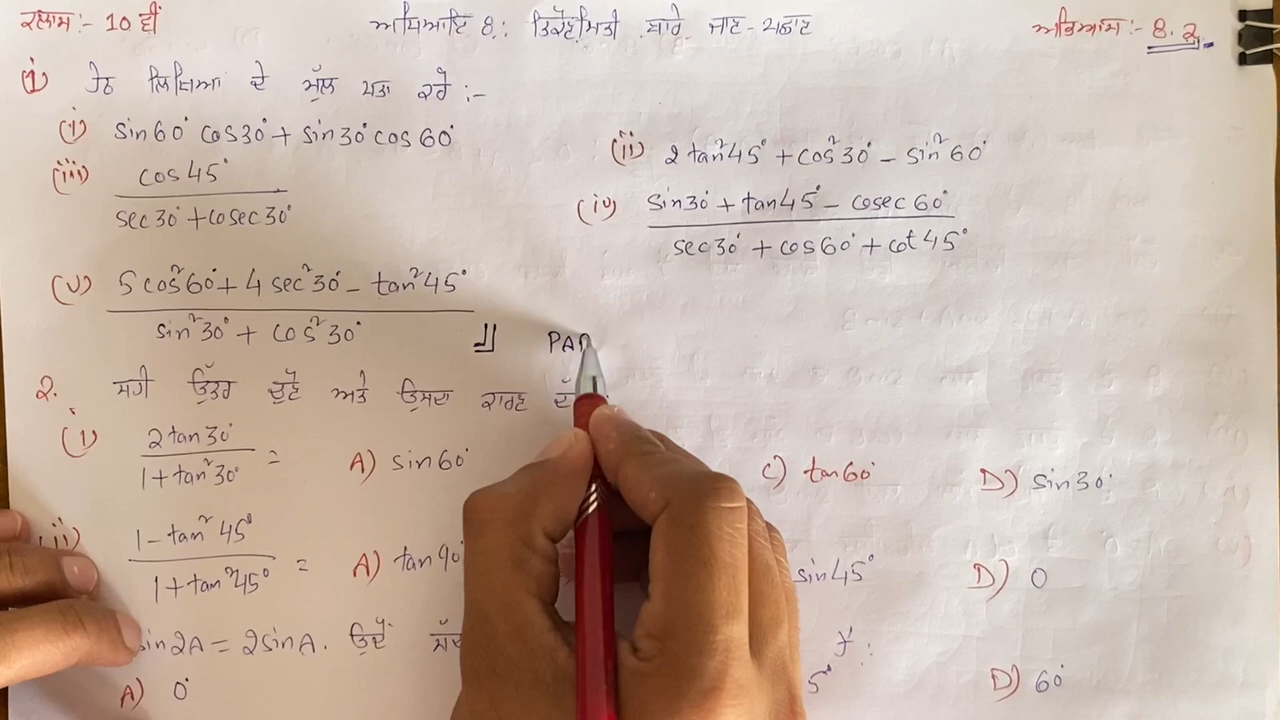 ਕਲਾਸ:- 10 ਵੀਂ ਅਧਿਆਇ 8: ਤਿਕੋਣਮਿਤੀ ਬਾਰੇ ਜਾਣ-ਪਛਾਣ ਅਭਿਆਸ:- 8.2
1) ਹੇਠ ਲਿਖਿਆਂ ਦੇ ਮੁੱਲ ਪਤਾ ਕਰੋ :-
(i) sin60° cos30° + sin30° cos60°
(ii) 2tan²45° + cos²30° – sin²60°
(iii) cos45° / sec30° + cosec30°
(iv) sin30° + tan45° – cosec60° / sec30° + cos60° + cot45°
(v) 5cos²60° + 4sec²30° – tan²45° / sin²30° + cos²30°
2. ਸਹੀ ਉੱਤਰ ਚੁਣੋ ਅਤੇ ਉਸਦਾ ਕਾਰਣ
(i) 2tan30° / 1+tan²30° = A) sin60° C) tan60° D) sin30°
(ii) 1–tan²45° / 1+tan²45° = A) tan90 sin45° D) 0
sin2A = 2sinA. ਉਦੋਂ
A) 0° 5° D) 60°